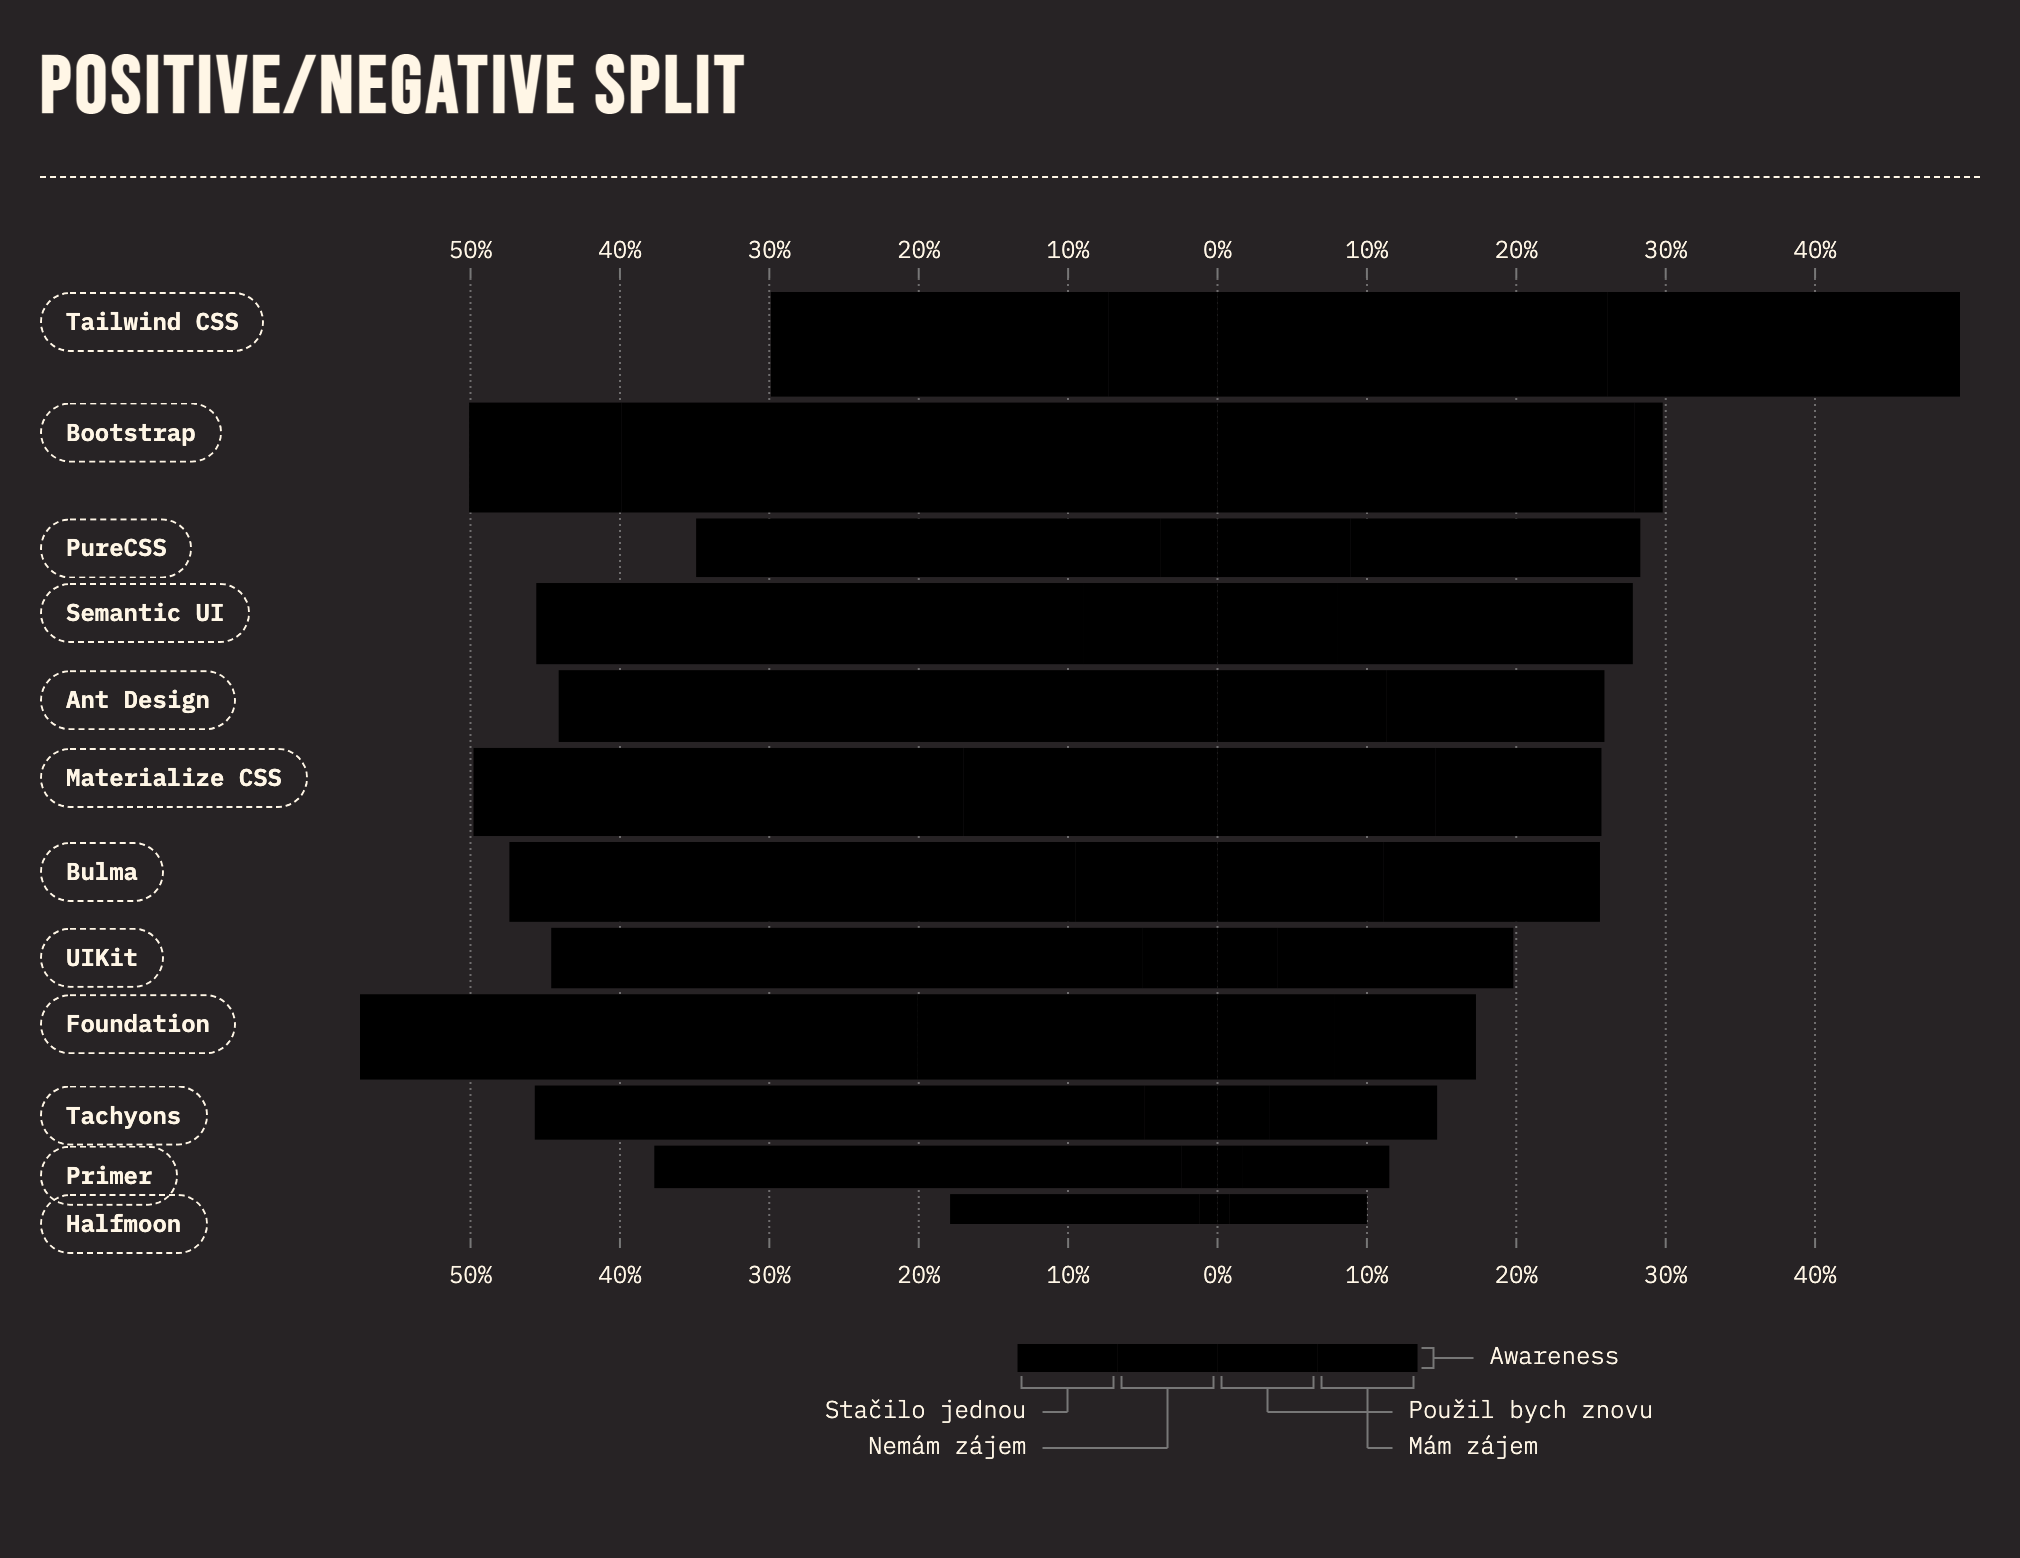 POSITIVE/NEGATIVE SPLIT
50% 40% 30% 20% 10% 0% 10% 20% 30% 40%
Tailwind CSS
Bootstrap
PureCSS
Semantic UI
Ant Design
Materialize CSS
Bulma
UIKit
Foundation
Tachyons
Primer
Halfmoon
50% 40% 30% 20% 10% 0% 10% 20% 30% 40%
Awareness
Stačilo jednou
Použil bych znovu
Nemám zájem
Mám zájem